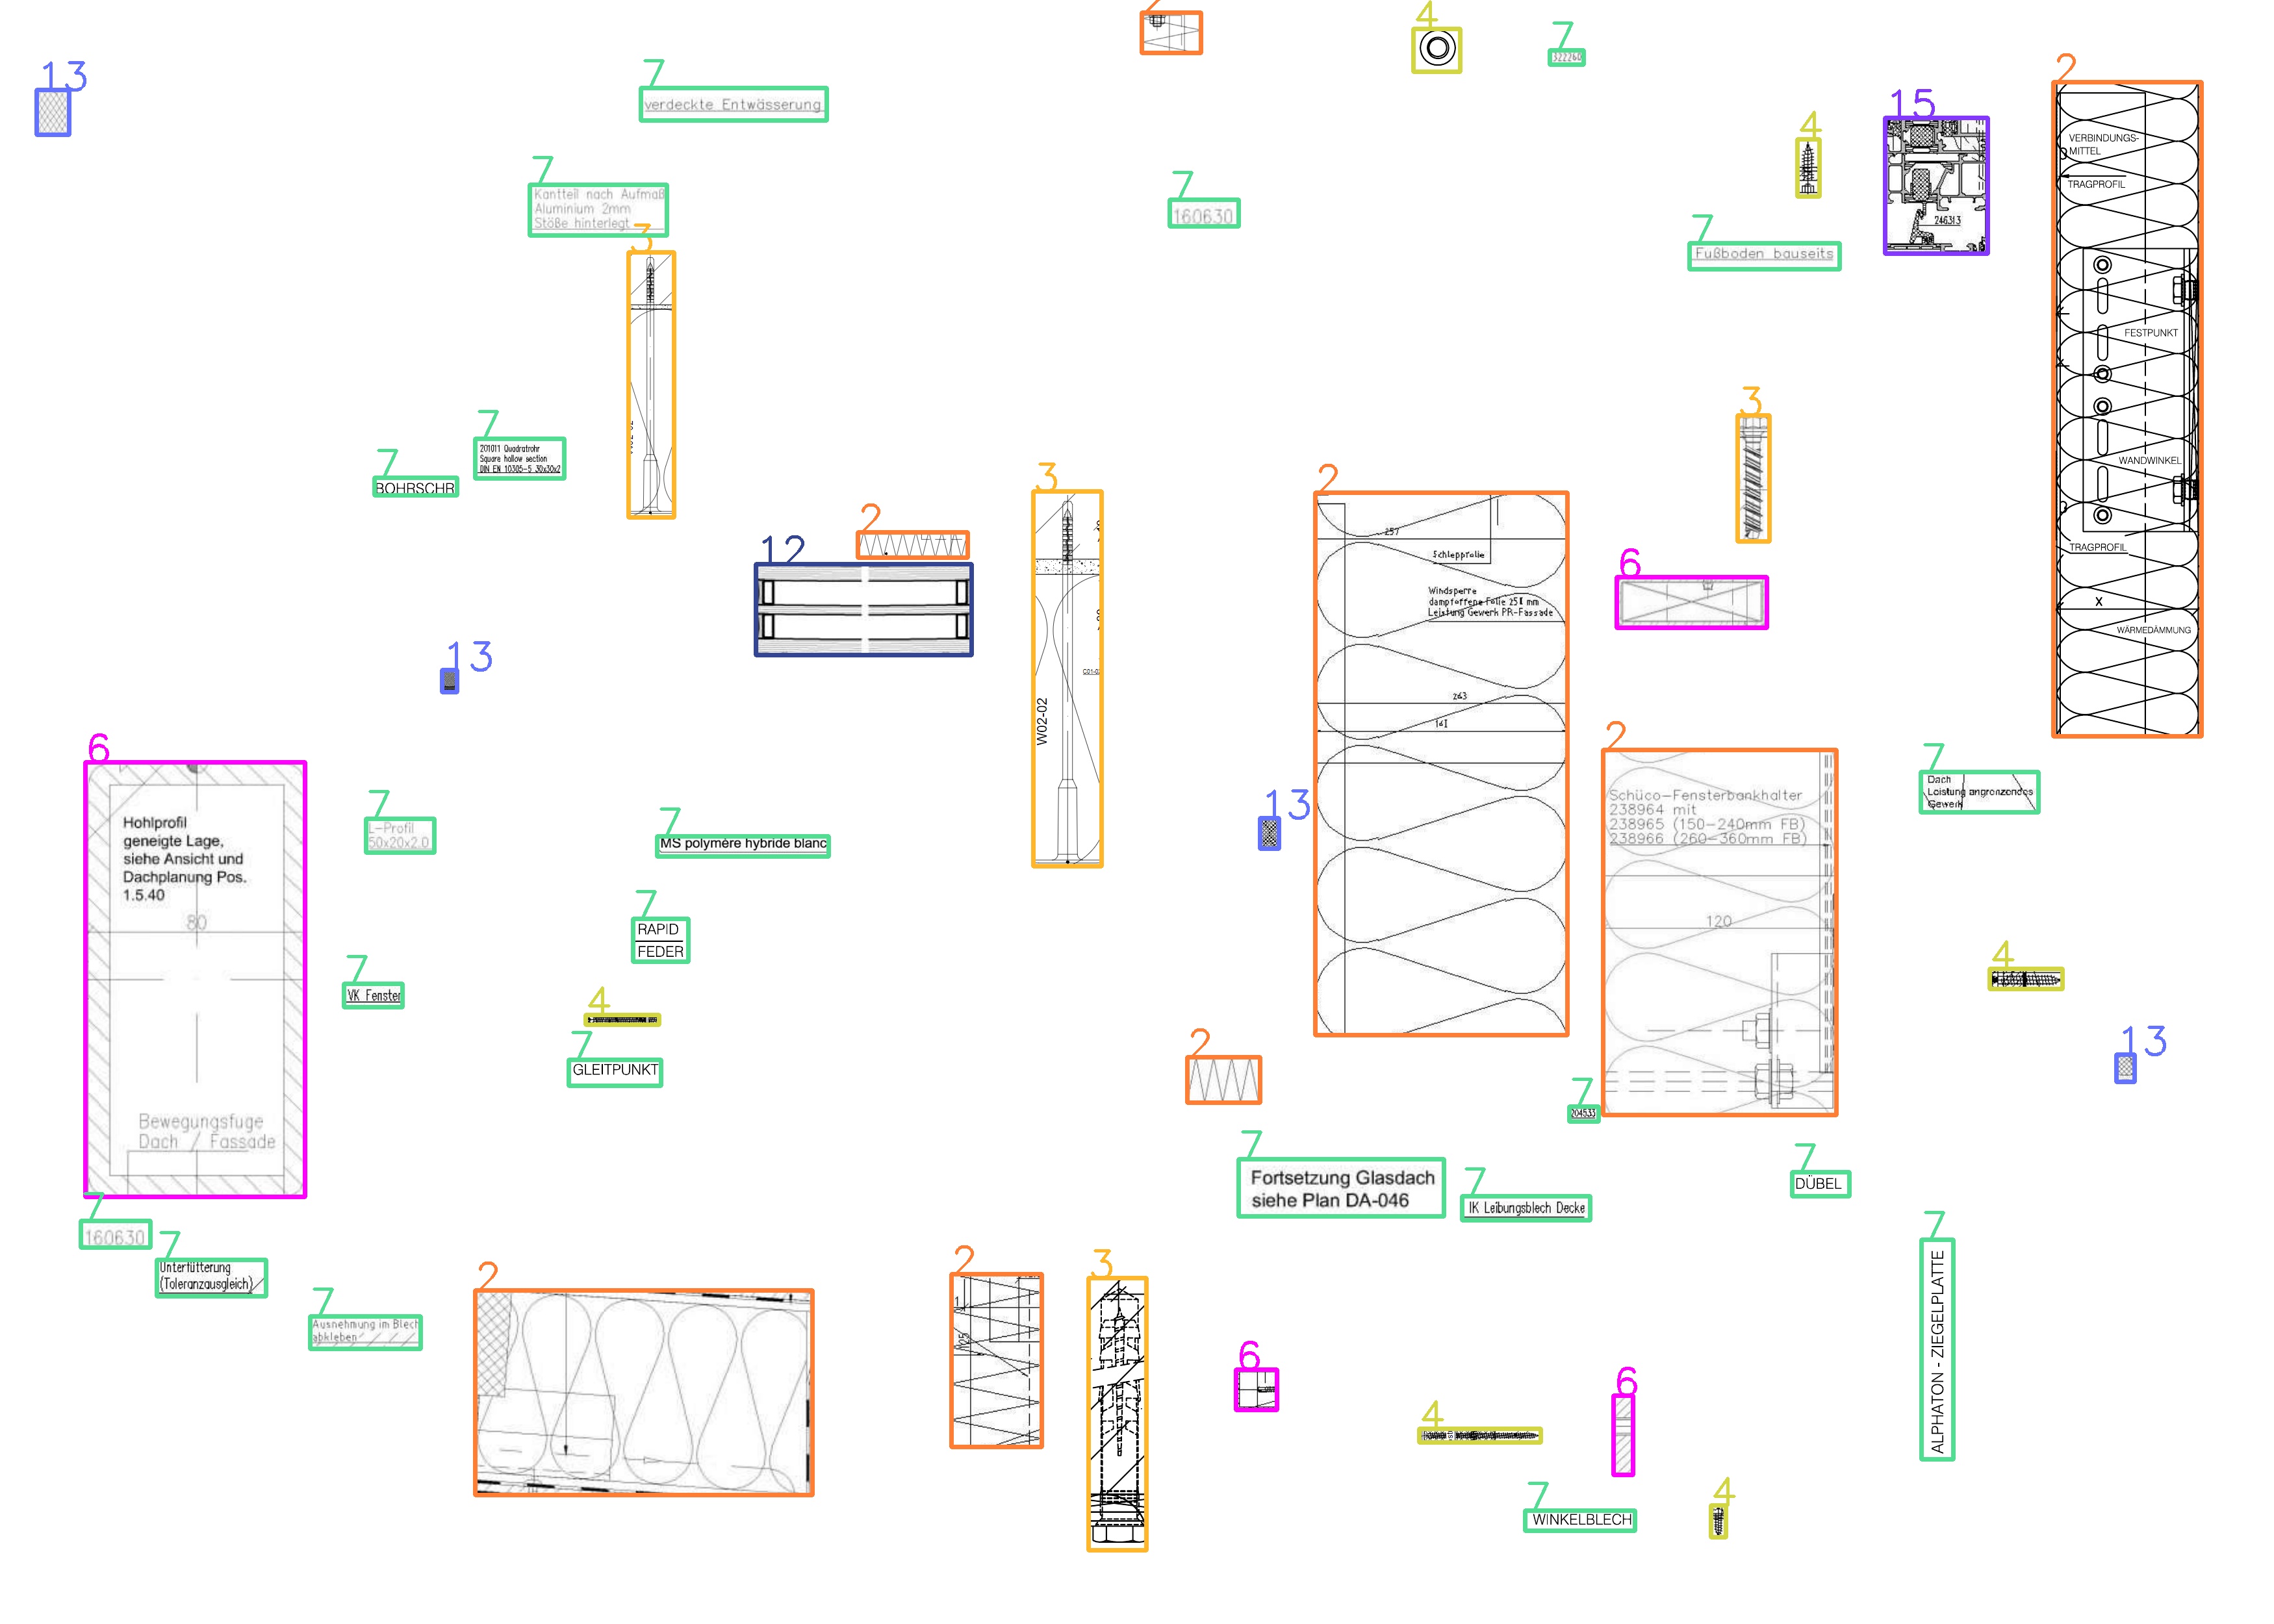 2
4
7
322260
13
7
verdeckte Entwässerung
2
15
246313
4
VERBINDUNGS-
MITTEL
TRAGPROFIL
FESTPUNKT
WANDWINKEL
TRAGPROFIL
X
WÄRMEDÄMMUNG
7
Kantteil nach Aufmaß
Aluminium 2mm
Stöße hinterlegt
7
160630
7
Fußboden bauseits
3
3
7
201011 Quadratrohr
Square hollow section
DIN EN 10305-5 30x30x2
7
BOHRSCHR
3
W02-02
2
257
Schlepprolie
Windsperre
dampfoffene Folie 25 mm
Leistung Gewerk PR-Fassade
263
141
2
12
6
13
6
Hohlprofil
geneigte Lage,
siehe Ansicht und
Dachplanung Pos.
1.5.40
80
Bewegungsfuge
Dach / Fassade
2
Schüco-Fensterbankhalter
238964 mit
238965 (150-240mm FB)
238966 (260-360mm FB)
120
7
Dach
Leistung angrenzendes
Gewerk
7
L-Profil
50x20x2.0
7
MS polymère hybride blanc
13
7
RAPID
FEDER
7
VK Fenster
4
4
7
GLEITPUNKT
2
13
7
204533
7
Fortsetzung Glasdach
siehe Plan DA-046
7
IK Leibungsblech Decke
7
DÜBEL
7
160630
7
Unterfütterung
(Toleranzausgleich)
7
Ausnehmung im Blech
abkleben
2
2
1
125
3
7
ALPHATON - ZIEGELPLATTE
6
4
6
7
WINKELBLECH
4